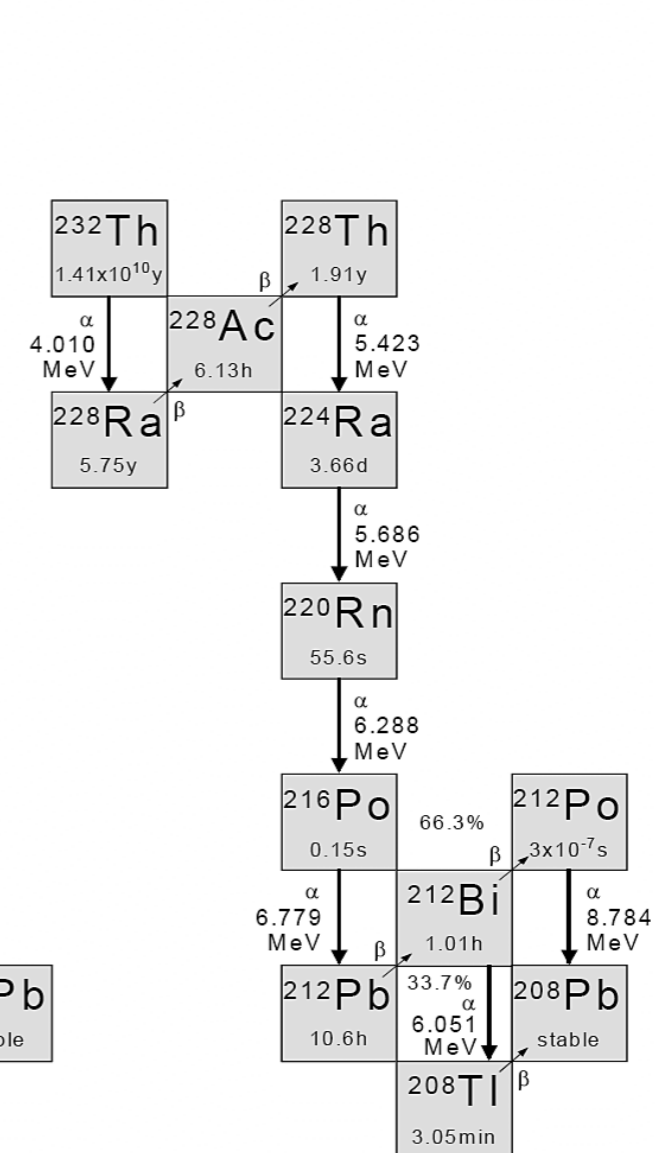 ²³²Th
1.41x10¹⁰y
α
4.010
MeV
²²⁸Ra
5.75y
β
²²⁸Ac
6.13h
β
²²⁸Th
1.91y
α
5.423
MeV
²²⁴Ra
3.66d
α
5.686
MeV
²²⁰Rn
55.6s
α
6.288
MeV
²¹⁶Po
0.15s
α
6.779
MeV
²¹²Pb
10.6h
β
²¹²Bi
1.01h
66.3%
β
²¹²Po
3x10⁻⁷s
α
8.784
MeV
33.7%
α
6.051
MeV
²⁰⁸Tl
3.05min
β
²⁰⁸Pb
stable
Pb
ble